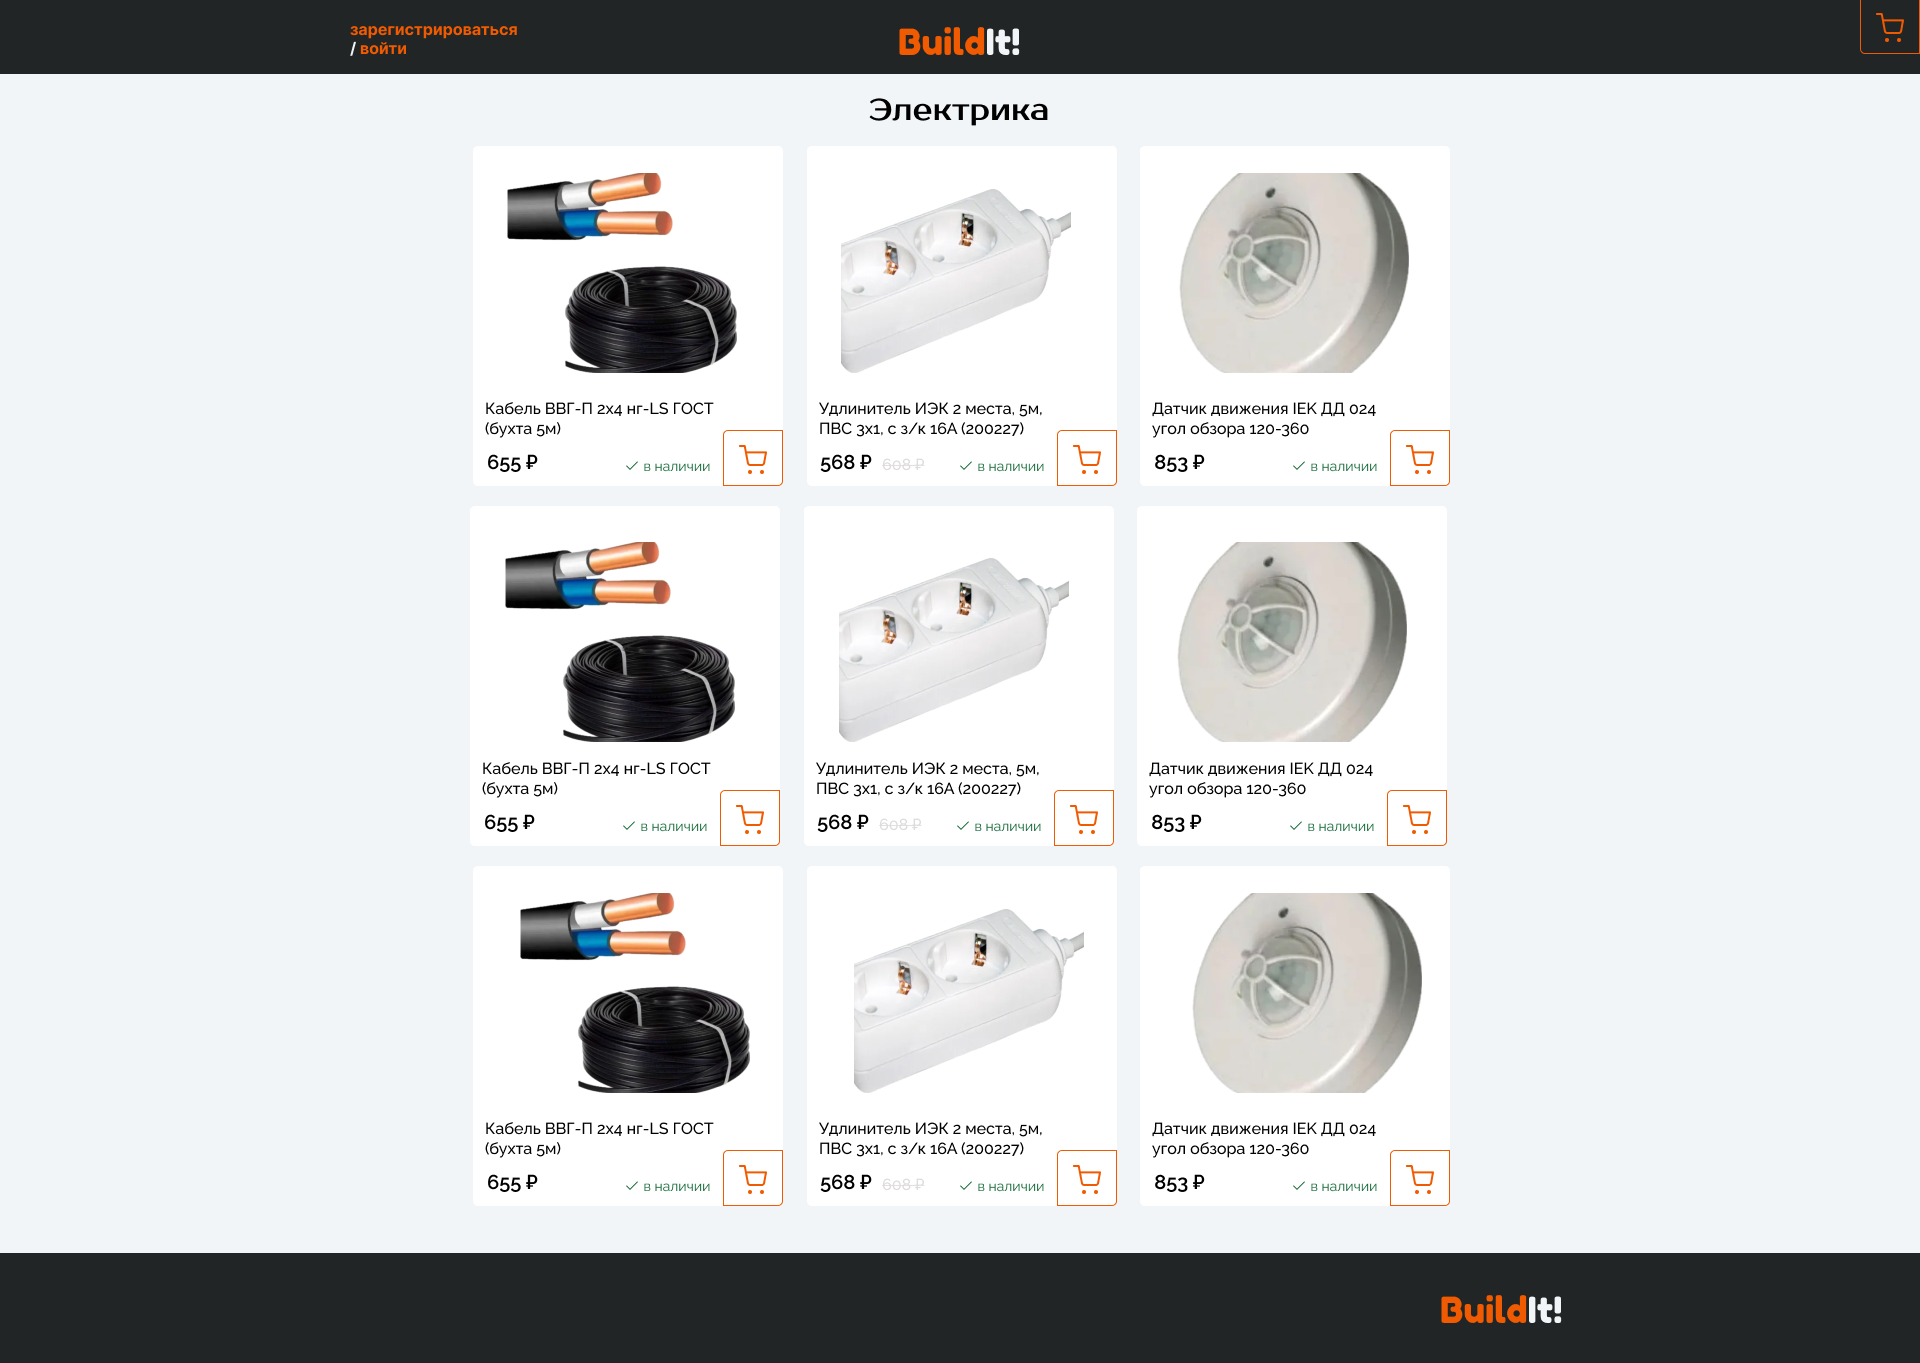 зарегистрироваться
/ войти
BuildIt!
Электрика
Кабель ВВГ-П 2х4 нг-LS ГОСТ
(бухта 5м)
655 ₽
в наличии
Удлинитель ИЭК 2 места, 5м,
ПВС 3х1, с з/к 16А (200227)
568 ₽ 608 ₽
в наличии
Датчик движения IEK ДД 024
угол обзора 120-360
853 ₽
в наличии
Кабель ВВГ-П 2х4 нг-LS ГОСТ
(бухта 5м)
655 ₽
в наличии
Удлинитель ИЭК 2 места, 5м,
ПВС 3х1, с з/к 16А (200227)
568 ₽ 608 ₽
в наличии
Датчик движения IEK ДД 024
угол обзора 120-360
853 ₽
в наличии
Кабель ВВГ-П 2х4 нг-LS ГОСТ
(бухта 5м)
655 ₽
в наличии
Удлинитель ИЭК 2 места, 5м,
ПВС 3х1, с з/к 16А (200227)
568 ₽ 608 ₽
в наличии
Датчик движения IEK ДД 024
угол обзора 120-360
853 ₽
в наличии
BuildIt!